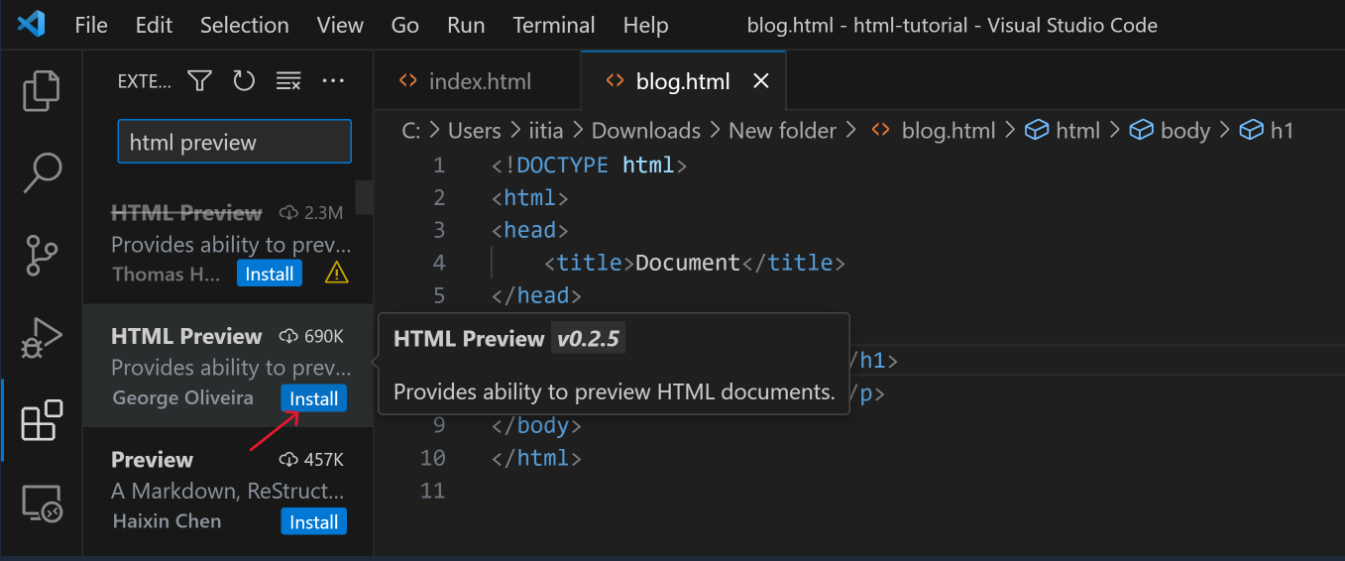 File Edit Selection View Go Run Terminal Help blog.html - html-tutorial - Visual Studio Code
EXTE... ...
html preview
HTML Preview 2.3M
Provides ability to prev...
Thomas H... Install
HTML Preview 690K
Provides ability to prev...
George Oliveira Install
Preview 457K
A Markdown, ReStruct...
Haixin Chen Install
index.html blog.html
C: > Users > iitia > Downloads > New folder > <> blog.html > html > body > h1
1 <!DOCTYPE html>
2 <html>
3 <head>
4 <title>Document</title>
5 </head>
HTML Preview v0.2.5
/h1>
Provides ability to preview HTML documents.
/p>
9 </body>
10 </html>
11